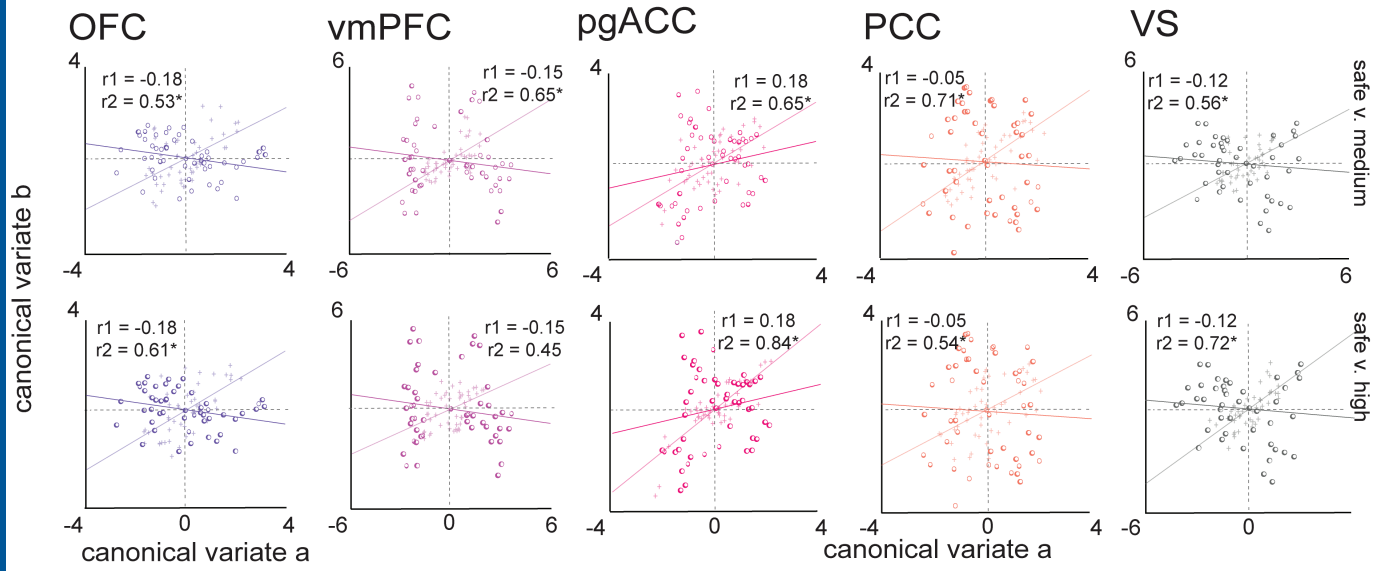 OFC
vmPFC
pgACC
PCC
VS
4
r1 = -0.18
r2 = 0.53*
-4
4
6
r1 = -0.15
r2 = 0.65*
-6
6
4
r1 = 0.18
r2 = 0.65*
-4
4
4
r1 = -0.05
r2 = 0.71*
-4
4
6
r1 = -0.12
r2 = 0.56*
-6
6
safe v. medium
canonical variate b
4
r1 = -0.18
r2 = 0.61*
-4
0
4
6
r1 = -0.15
r2 = 0.45
-6
0
6
4
r1 = 0.18
r2 = 0.84*
-4
0
4
4
r1 = -0.05
r2 = 0.54*
-4
0
4
6
r1 = -0.12
r2 = 0.72*
-6
0
safe v. high
canonical variate a
canonical variate a